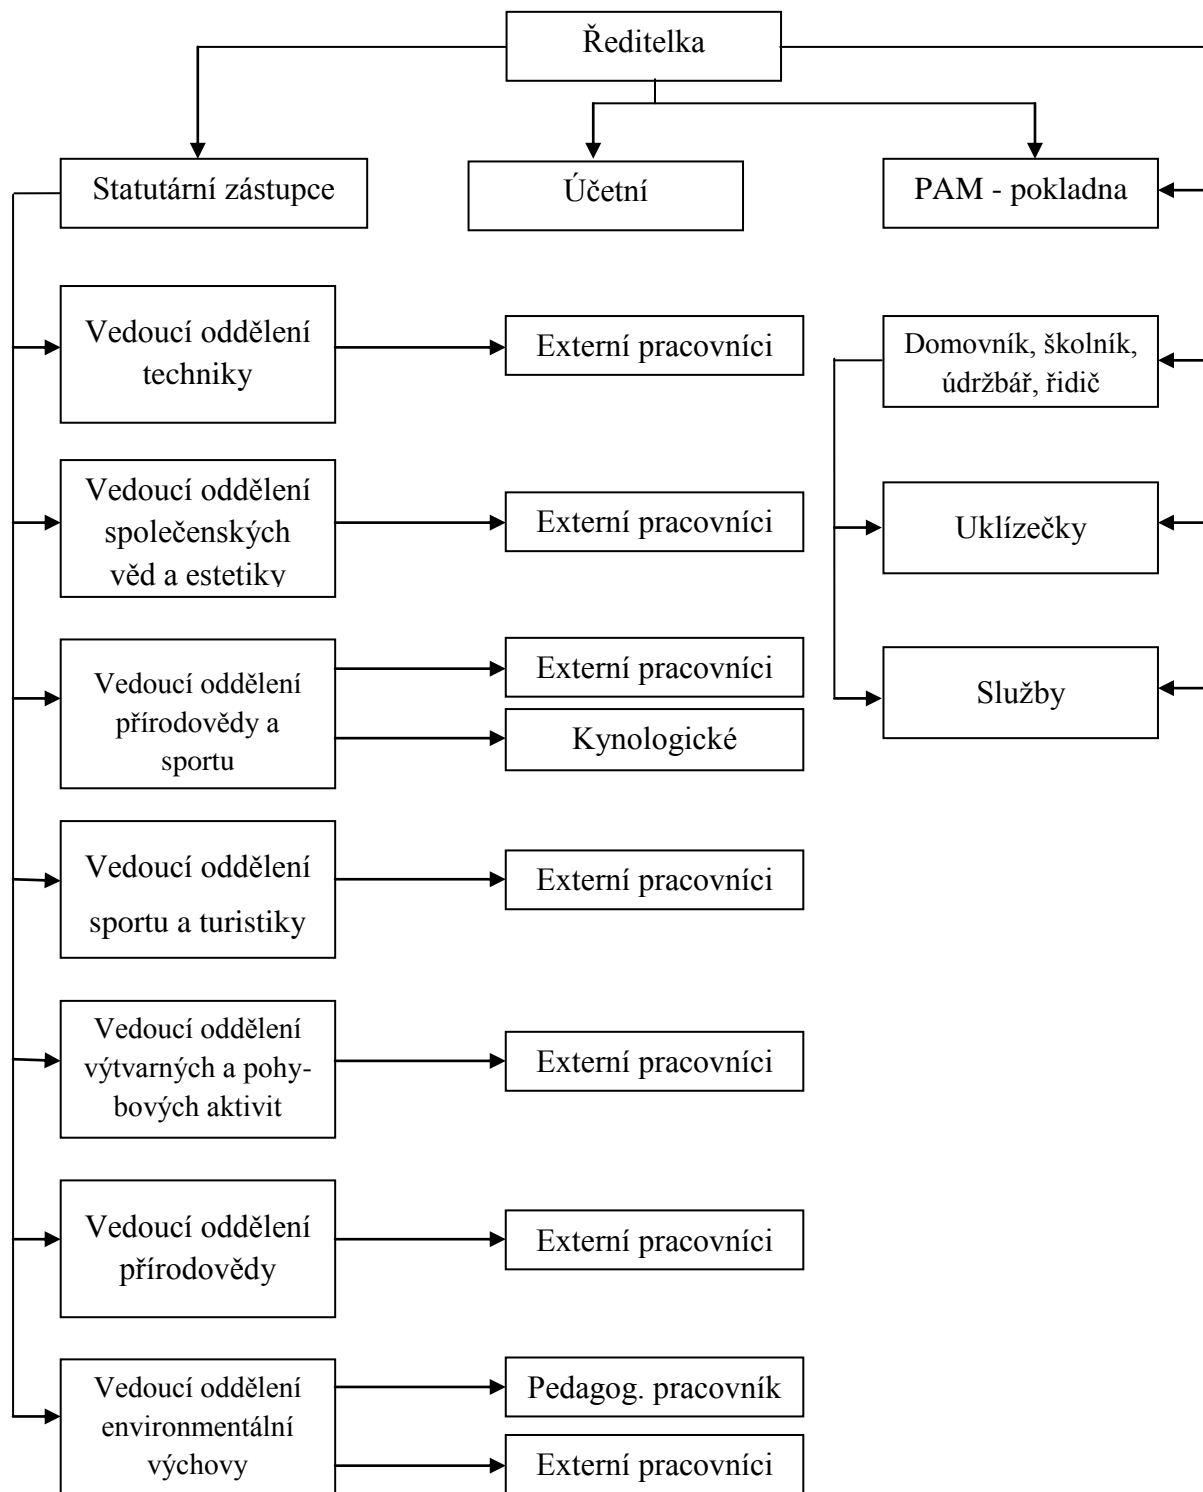 Ředitelka
Statutární zástupce
Účetní
PAM - pokladna
Vedoucí oddělení
techniky
Externí pracovníci
Domovník, školník,
údržbář, řidič
Vedoucí oddělení
společenských
věd a estetiky
Externí pracovníci
Uklízečky
Vedoucí oddělení
přírodovědy a
sportu
Externí pracovníci
Kynologické
Služby
Vedoucí oddělení
sportu a turistiky
Externí pracovníci
Vedoucí oddělení
výtvarných a pohy-
bových aktivit
Externí pracovníci
Vedoucí oddělení
přírodovědy
Externí pracovníci
Vedoucí oddělení
environmentální
výchovy
Pedagog. pracovník
Externí pracovníci